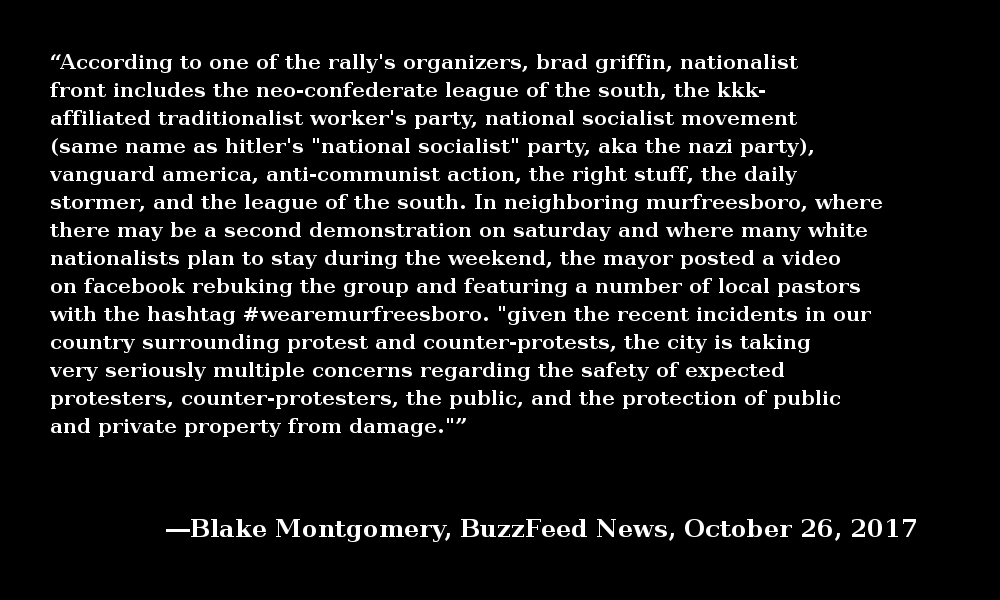 “According to one of the rally's organizers, brad griffin, nationalist
front includes the neo-confederate league of the south, the kkk-
affiliated traditionalist worker's party, national socialist movement
(same name as hitler's "national socialist" party, aka the nazi party),
vanguard america, anti-communist action, the right stuff, the daily
stormer, and the league of the south. In neighboring murfreesboro, where
there may be a second demonstration on saturday and where many white
nationalists plan to stay during the weekend, the mayor posted a video
on facebook rebuking the group and featuring a number of local pastors
with the hashtag #wearemurfreesboro. "given the recent incidents in our
country surrounding protest and counter-protests, the city is taking
very seriously multiple concerns regarding the safety of expected
protesters, counter-protesters, the public, and the protection of public
and private property from damage."”
—Blake Montgomery, BuzzFeed News, October 26, 2017